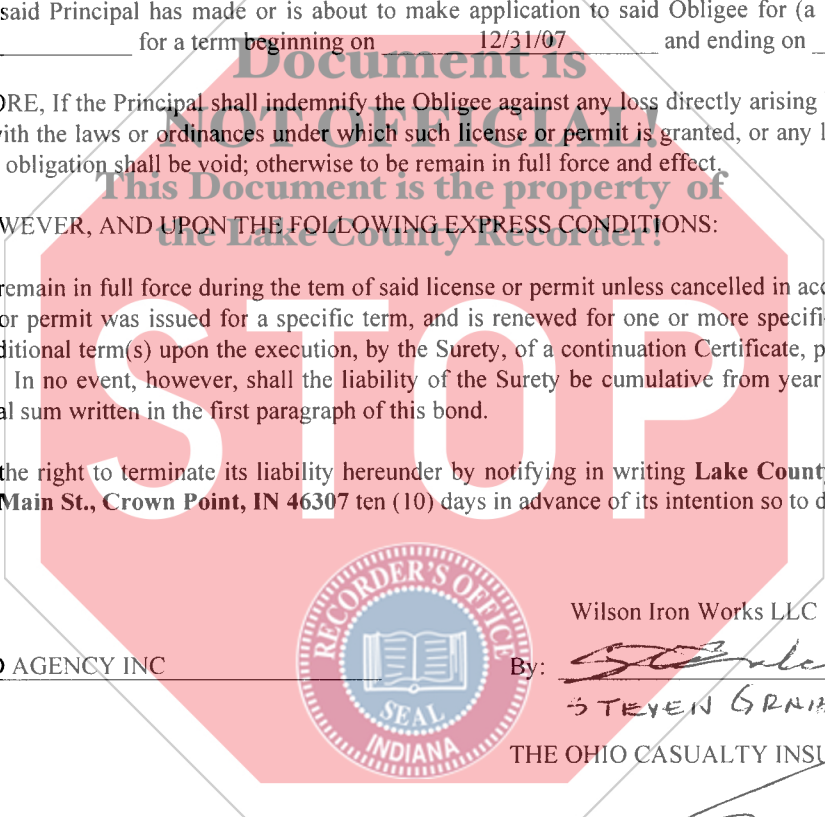 said Principal has made or is about to make application to said Obligee for (a
for a term beginning on 12/31/07 and ending on
Document is
ORE, If the Principal shall indemnify the Obligee against any loss directly arising
NOT OFFICIAL!
with the laws or ordinances under which such license or permit is granted, or any l
obligation shall be void; otherwise to be remain in full force and effect.
This Document is the property of
WEVER, AND UPON THE FOLLOWING EXPRESS CONDITIONS:
the Lake County Recorder!
remain in full force during the tem of said license or permit unless cancelled in acc
or permit was issued for a specific term, and is renewed for one or more specifi
ditional term(s) upon the execution, by the Surety, of a continuation Certificate, p
In no event, however, shall the liability of the Surety be cumulative from year
al sum written in the first paragraph of this bond.
STOP
the right to terminate its liability hereunder by notifying in writing Lake County
Main St., Crown Point, IN 46307 ten (10) days in advance of its intention so to d
RECORDER'S OFFICE
SEAL
INDIANA
Wilson Iron Works LLC
AGENCY INC
By:
STEVEN
THE OHIO CASUALTY INSU